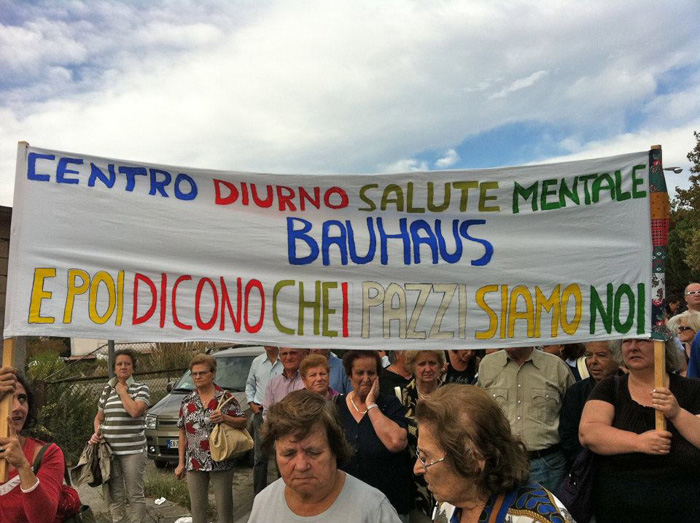 CENTRO DIURNO SALUTE MENTALE
BAUHAUS
E POI DICONO CHE I PAZZI SIAMO NOI